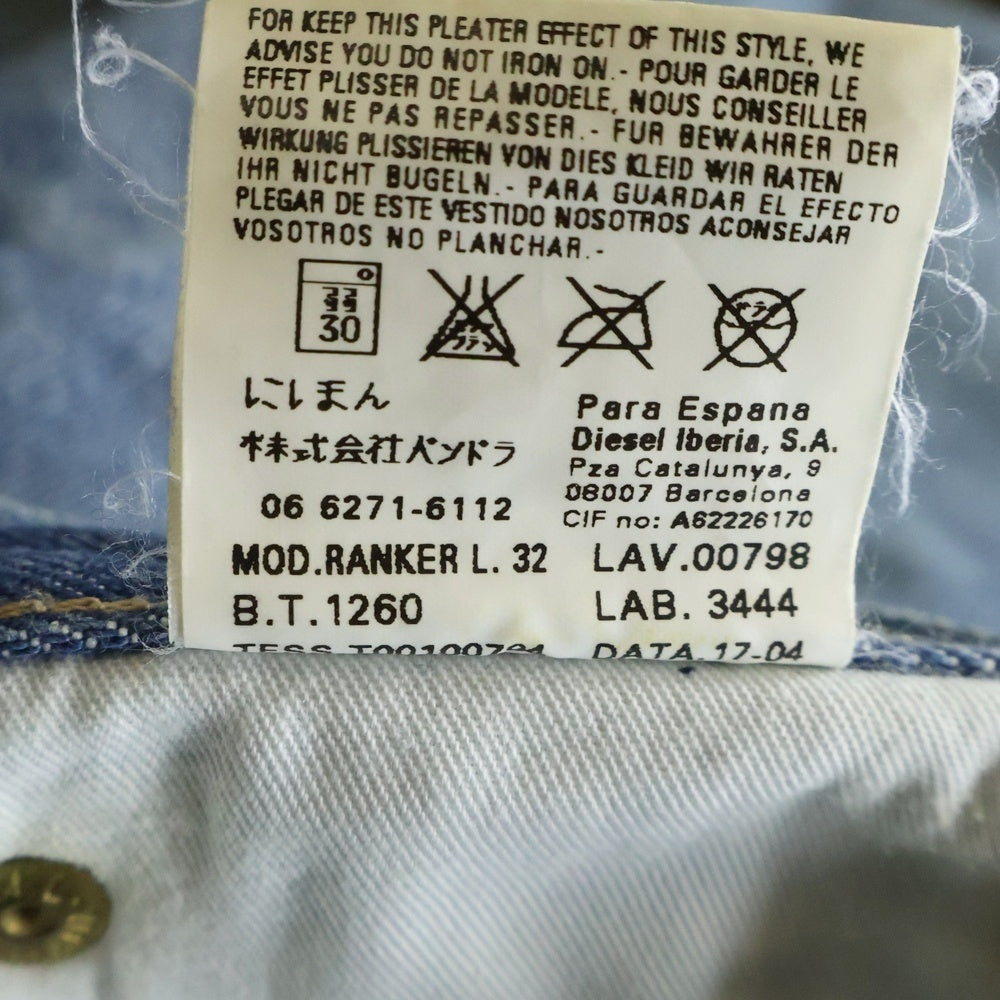 FOR KEEP THIS PLEATER EFFECT OF THIS STYLE, WE
ADVISE YOU DO NOT IRON ON.- POUR GARDER LE
EFFET PLISSER DE LA MODELE, NOUS CONSEILLER
VOUS NE PAS REPASSER.- FUR BEWAHRER DER
WIRKUNG PLISSIEREN VON DIES KLEID WIR RATEN
IHR NICHT BUGELN.- PARA GUARDAR EL EFECTO
PLEGAR DE ESTE VESTIDO NOSOTROS ACONSEJAR
VOSOTROS NO PLANCHAR.-
30
にしまん
株式会社バンドラ
06 6271-6112
Para Espana
Diesel Iberia, S.A.
Pza Catalunya, 9
08007 Barcelona
CIF no: A62226170
MOD.RANKER L. 32 LAV.00798
B.T.1260 LAB. 3444
TESS. DATA.17-04